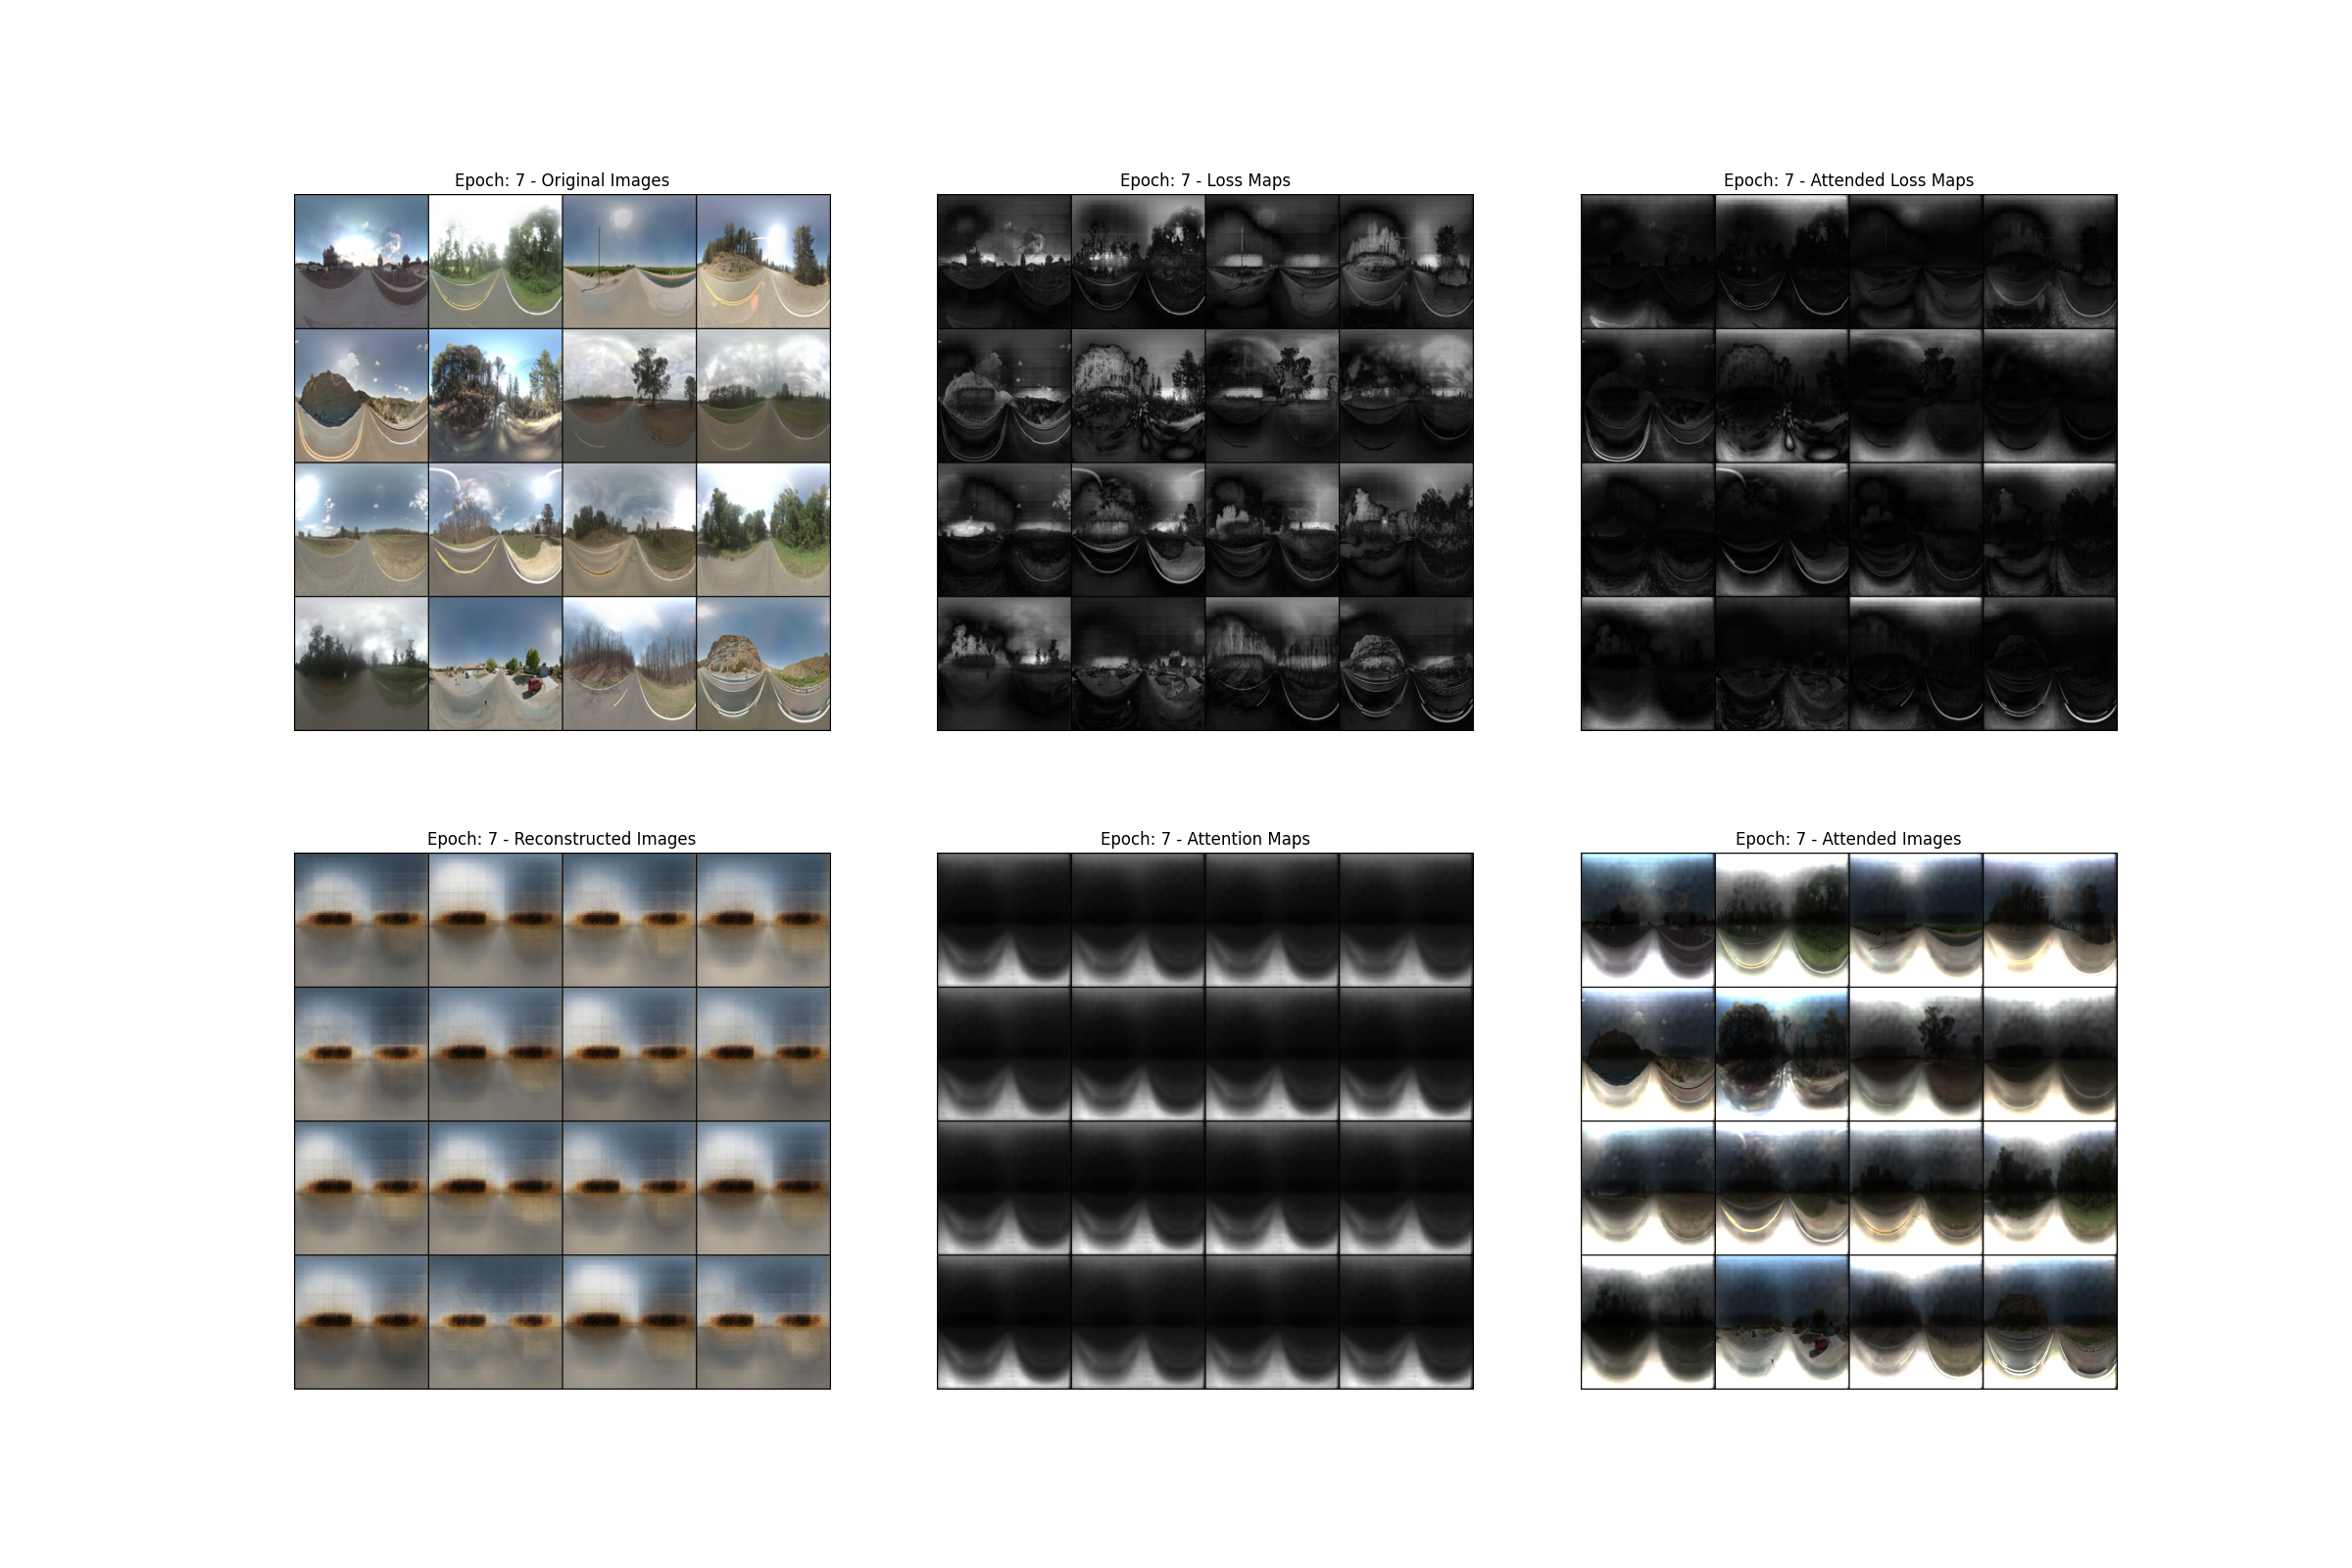 Epoch: 7 - Original Images
Epoch: 7 - Loss Maps
Epoch: 7 - Attended Loss Maps
Epoch: 7 - Reconstructed Images
Epoch: 7 - Attention Maps
Epoch: 7 - Attended Images